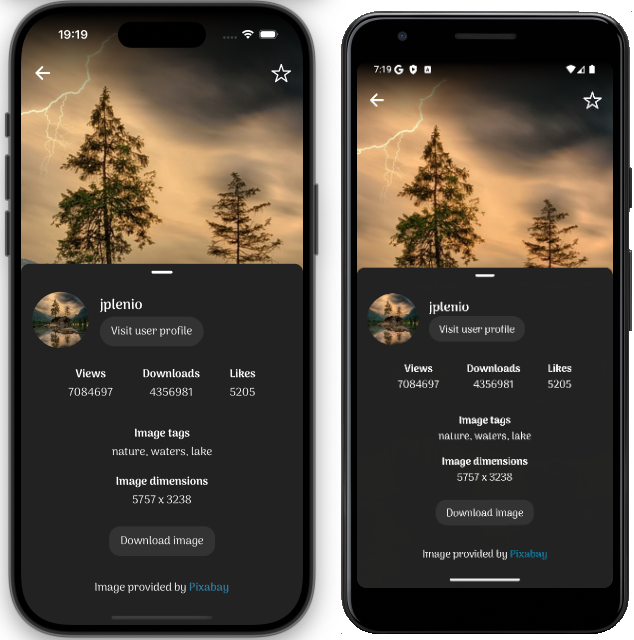 19:19
jplenio
Visit user profile
Views Downloads Likes
7084697 4356981 5205
Image tags
nature, waters, lake
Image dimensions
5757 x 3238
Download image
Image provided by Pixabay
7:19 G
jplenio
Visit user profile
Views Downloads Likes
7084697 4356981 5205
Image tags
nature, waters, lake
Image dimensions
5757 x 3238
Download image
Image provided by Pixabay